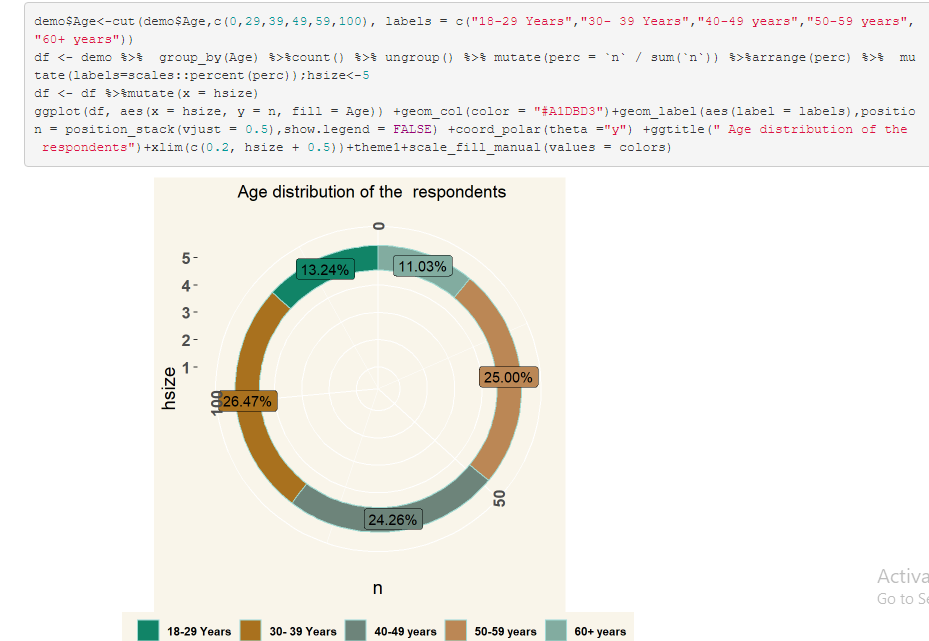 demo$Age<-cut(demo$Age,c(0,29,39,49,59,100), labels = c("18-29 Years","30- 39 Years","40-49 years","50-59 years",
"60+ years"))
df <- demo %>%  group_by(Age) %>%count() %>% ungroup() %>% mutate(perc = `n` / sum(`n`)) %>%arrange(perc) %>%  mu
tate(labels=scales::percent(perc));hsize<-5
df <- df %>%mutate(x = hsize)
ggplot(df, aes(x = hsize, y = n, fill = Age)) +geom_col(color = "#A1DBD3")+geom_label(aes(label = labels),positio
n = position_stack(vjust = 0.5),show.legend = FALSE) +coord_polar(theta ="y") +ggtitle(" Age distribution of the
 respondents")+xlim(c(0.2, hsize + 0.5))+theme1+scale_fill_manual(values = colors)
Age distribution of the  respondents
0
5
4
3
2
1
hsize
13.24%
11.03%
25.00%
100
26.47%
50
24.26%
n
18-29 Years 30- 39 Years 40-49 years 50-59 years 60+ years
Activa
Go to Se